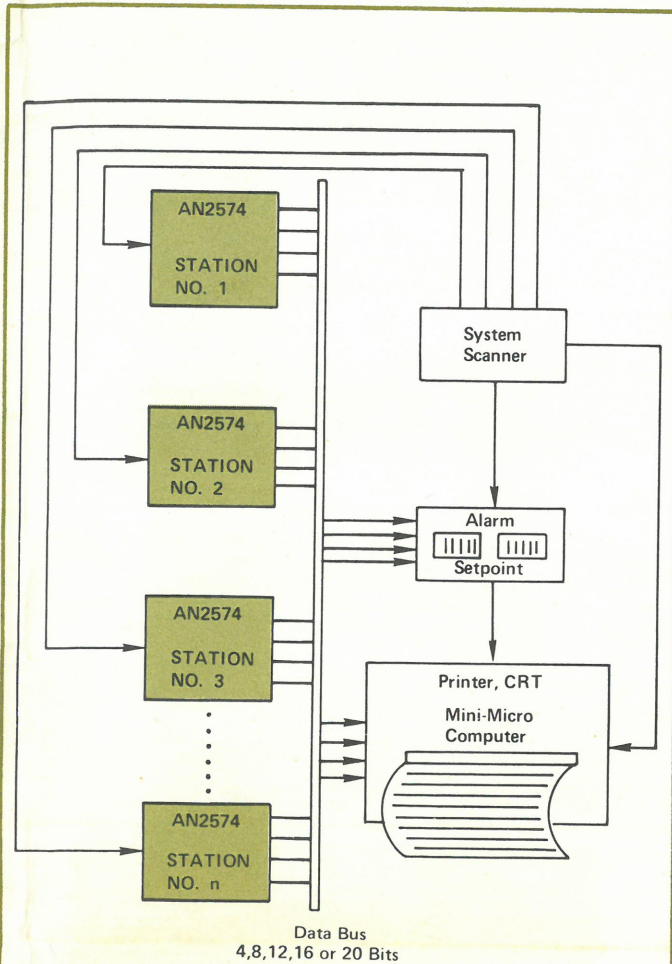 AN2574
STATION
NO. 1
AN2574
STATION
NO. 2
AN2574
STATION
NO. 3
AN2574
STATION
NO. n
System
Scanner
Alarm
Setpoint
Printer, CRT
Mini-Micro
Computer
Data Bus
4,8,12,16 or 20 Bits